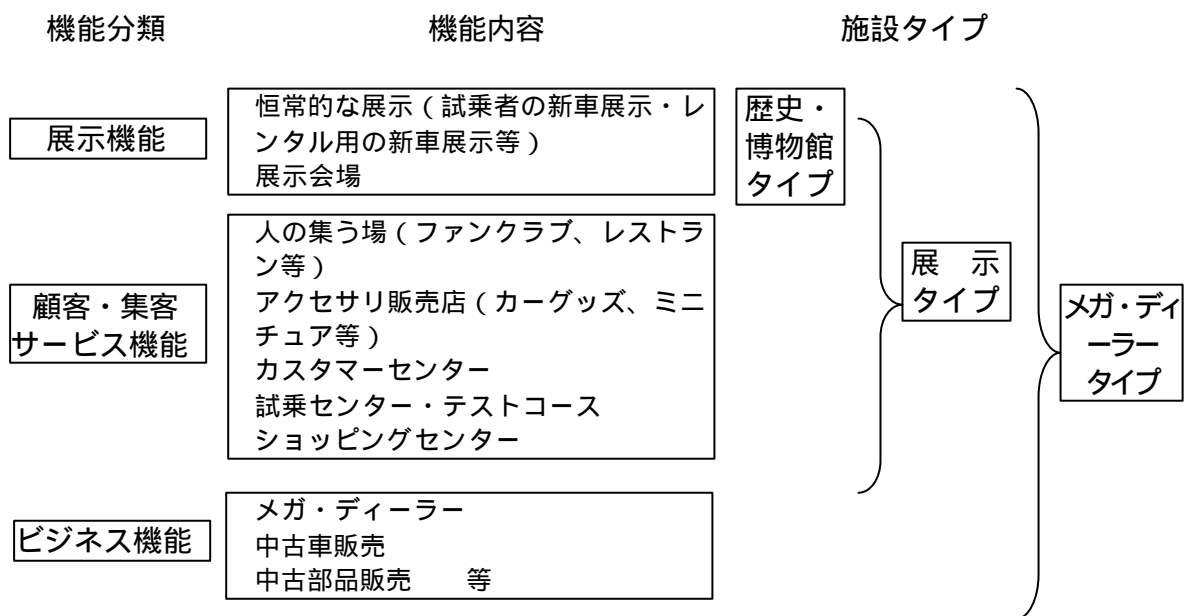 機能分類 機能内容 施設タイプ
展示機能
恒常的な展示（試乗者の新車展示・レ
ンタル用の新車展示等）
展示会場
歴史・
博物館
タイプ
顧客・集客
サービス機能
人の集う場（ファンクラブ、レストラ
ン等）
アクセサリ販売店（カーグッズ、ミニ
チュア等）
カスタマーセンター
試乗センター・テストコース
ショッピングセンター
展　示
タイプ
メガ・ディ
ーラー
タイプ
ビジネス機能
メガ・ディーラー
中古車販売
中古部品販売　　等